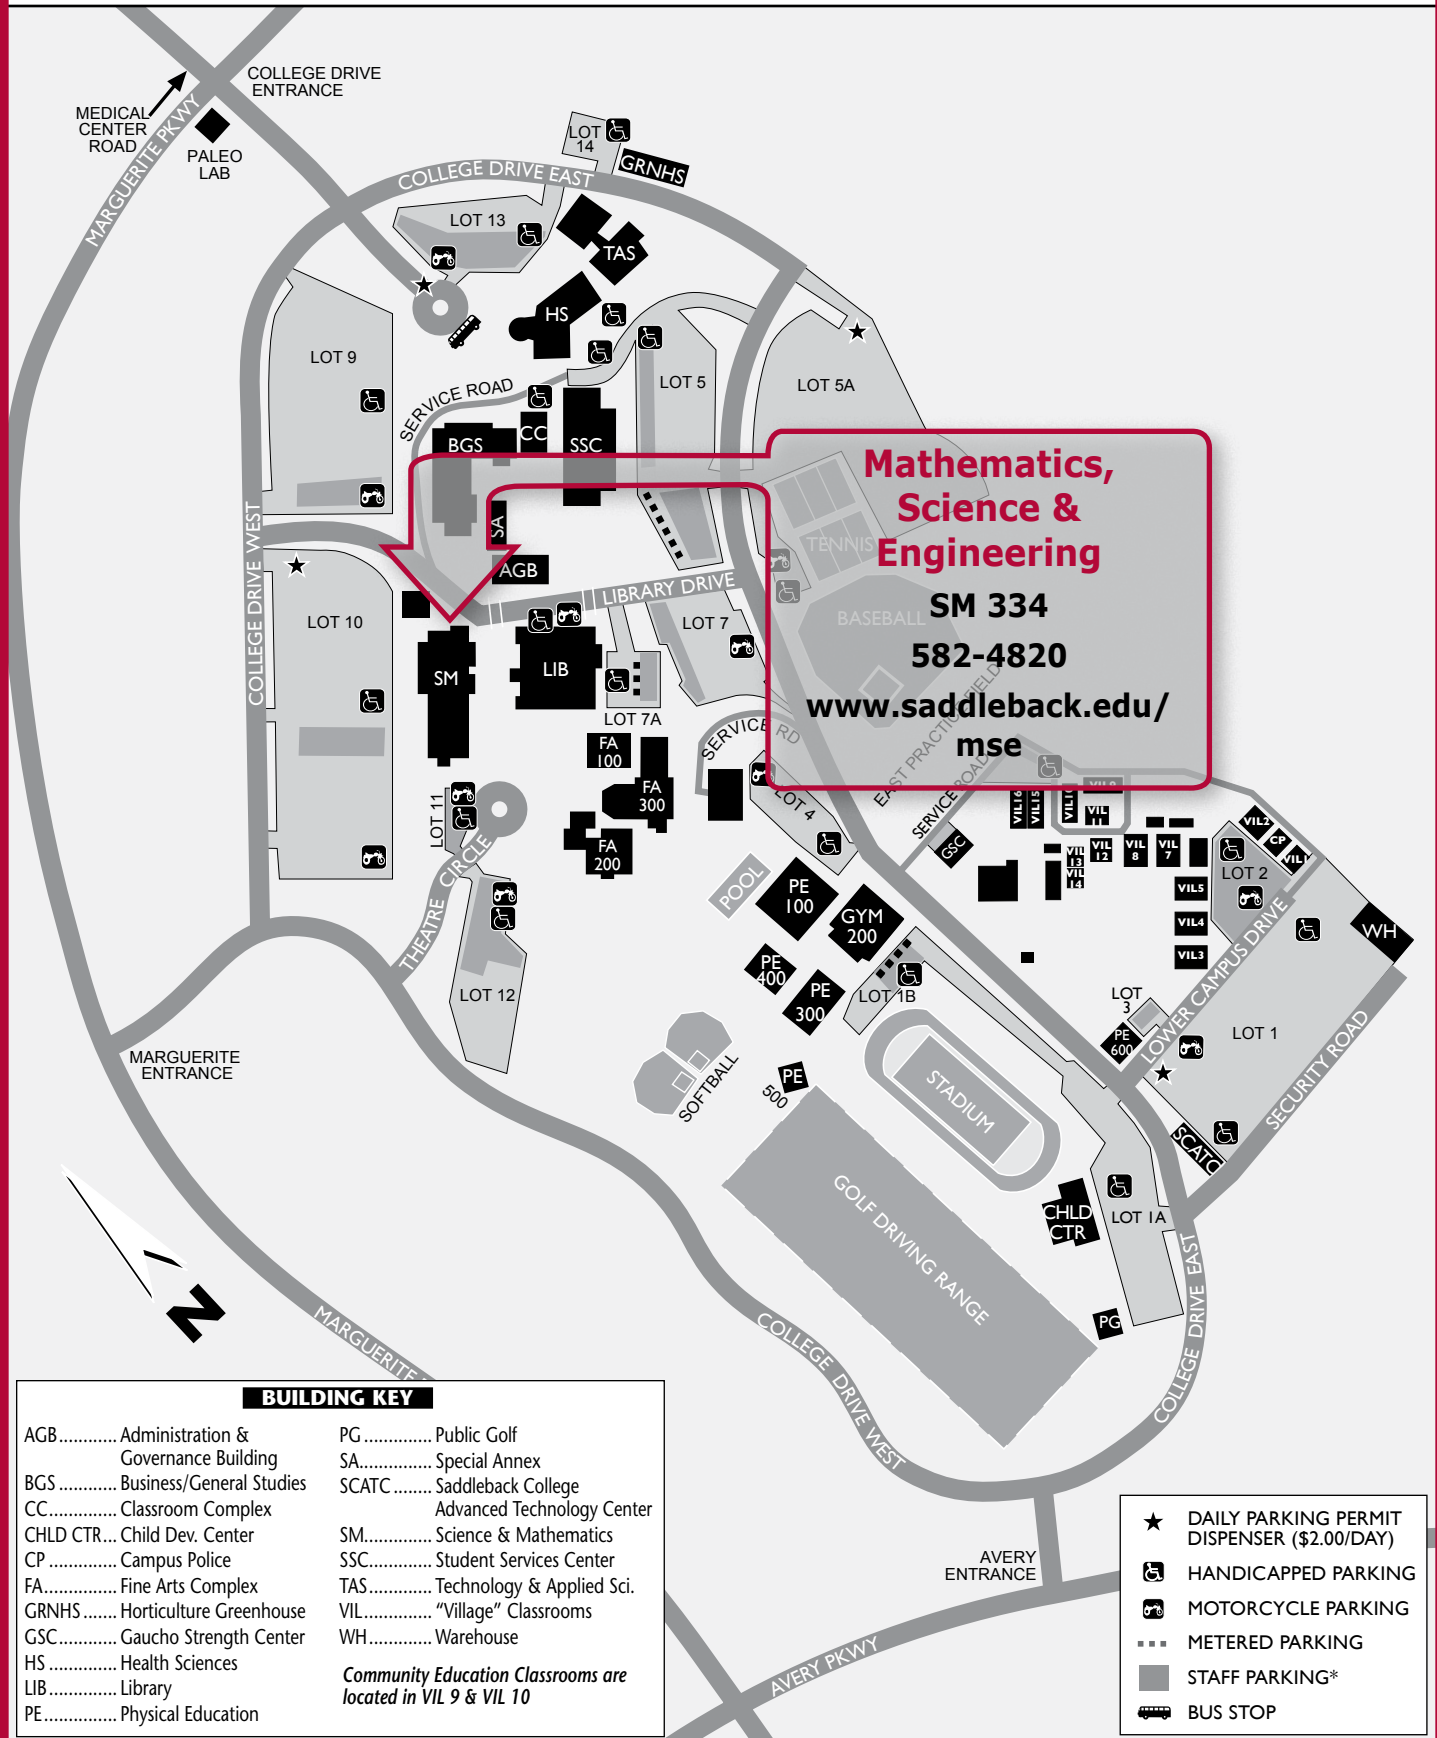 COLLEGE DRIVE
ENTRANCE
MEDICAL
CENTER
ROAD
MARGUERITE PKWY
PALEO
LAB
LOT
14
GRNHS
COLLEGE DRIVE EAST
LOT 13
TAS
HS
LOT 9
LOT 5
LOT 5A
SERVICE ROAD
BGS
CC
SSC
SA
AGB
Mathematics,
Science &
Engineering
SM 334
582-4820
www.saddleback.edu/
mse
TENNIS
BASEBALL
EAST PRACTICE FIELD
COLLEGE DRIVE WEST
LIBRARY DRIVE
LOT 10
LOT 7
SM
LIB
LOT 7A
SERVICE RD
FA
100
FA
300
FA
200
LOT 4
LOT 11
THEATRE CIRCLE
SERVICE ROAD
GSC
VIL16
VIL15
VIL10
VIL9
VIL
11
VIL
12
VIL
13
VIL
14
VIL
8
VIL
7
VIL2
CP
VIL1
LOT 2
VIL5
VIL4
VIL3
WH
POOL
PE
100
GYM
200
PE
400
PE
300
LOT 1B
LOT 12
LOT
3
PE
600
LOWER CAMPUS DRIVE
LOT 1
SECURITY ROAD
MARGUERITE
ENTRANCE
SOFTBALL
PE
500
STADIUM
SCATC
GOLF DRIVING RANGE
CHLD
CTR
LOT 1A
PG
N
MARGUERITE
COLLEGE DRIVE WEST
COLLEGE DRIVE EAST
AVERY
ENTRANCE
AVERY PKWY
BUILDING KEY
AGB............ Administration &
Governance Building
BGS ............ Business/General Studies
CC.............. Classroom Complex
CHLD CTR... Child Dev. Center
CP .............. Campus Police
FA............... Fine Arts Complex
GRNHS ....... Horticulture Greenhouse
GSC............ Gaucho Strength Center
HS .............. Health Sciences
LIB.............. Library
PE............... Physical Education
PG .............. Public Golf
SA............... Special Annex
SCATC ........ Saddleback College
Advanced Technology Center
SM.............. Science & Mathematics
SSC............. Student Services Center
TAS............. Technology & Applied Sci.
VIL.............. “Village” Classrooms
WH............. Warehouse
Community Education Classrooms are
located in VIL 9 & VIL 10
DAILY PARKING PERMIT
DISPENSER ($2.00/DAY)
HANDICAPPED PARKING
MOTORCYCLE PARKING
METERED PARKING
STAFF PARKING*
BUS STOP